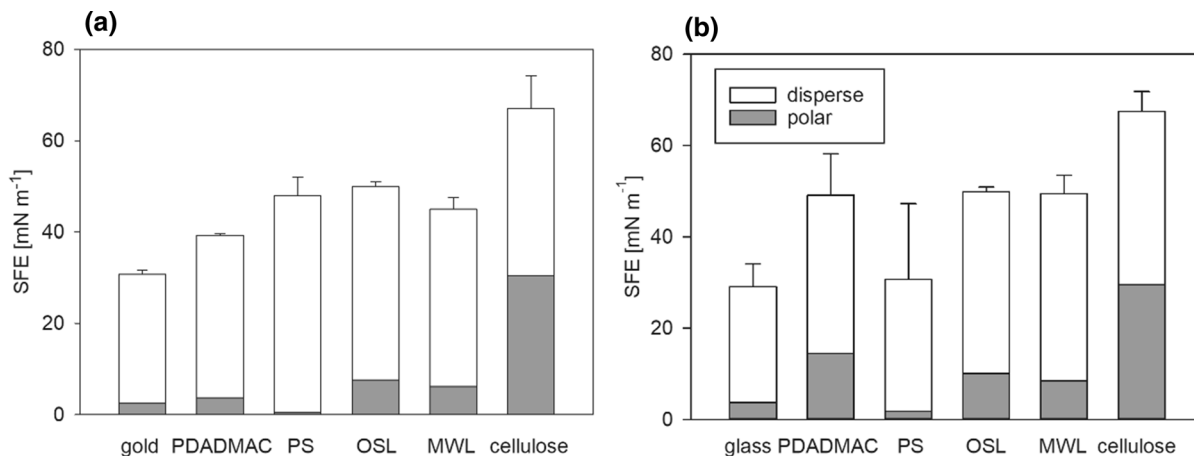 (a)
80
60
40
20
0
SFE [mN m⁻¹]
gold PDADMAC PS OSL MWL cellulose
(b)
80
60
40
20
0
SFE [mN m⁻¹]
disperse
polar
glass PDADMAC PS OSL MWL cellulose